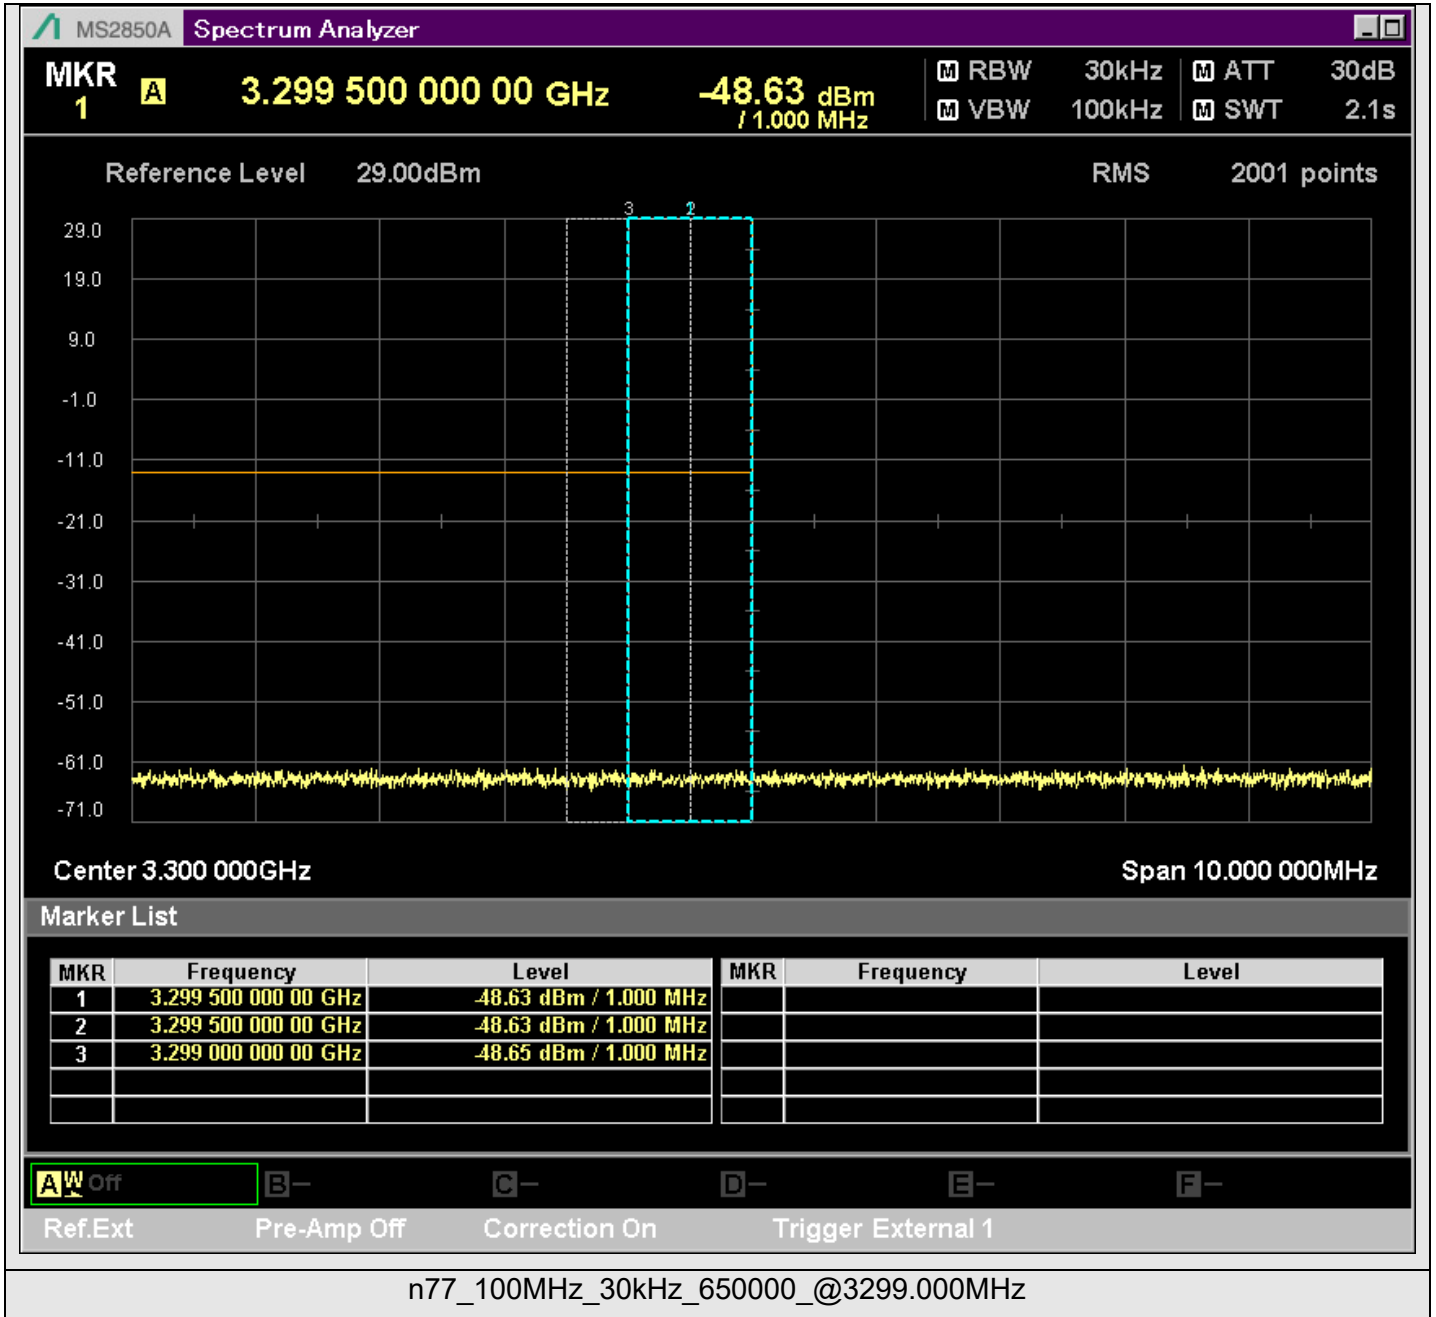 MS2850A Spectrum Analyzer
MKR 1 A 3.299 500 000 00 GHz -48.63 dBm / 1.000 MHz
M RBW 30kHz M ATT 30dB
M VBW 100kHz M SWT 2.1s
Reference Level 29.00dBm RMS 2001 points
3 2
29.0
19.0
9.0
-1.0
-11.0
-21.0
-31.0
-41.0
-51.0
-61.0
-71.0
Center 3.300 000GHz Span 10.000 000MHz
Marker List
MKR Frequency Level MKR Frequency Level
1 3.299 500 000 00 GHz -48.63 dBm / 1.000 MHz
2 3.299 500 000 00 GHz -48.63 dBm / 1.000 MHz
3 3.299 000 000 00 GHz -48.65 dBm / 1.000 MHz
A W Off B- C- D- E- F-
Ref.Ext Pre-Amp Off Correction On Trigger External 1
n77_100MHz_30kHz_650000_@3299.000MHz